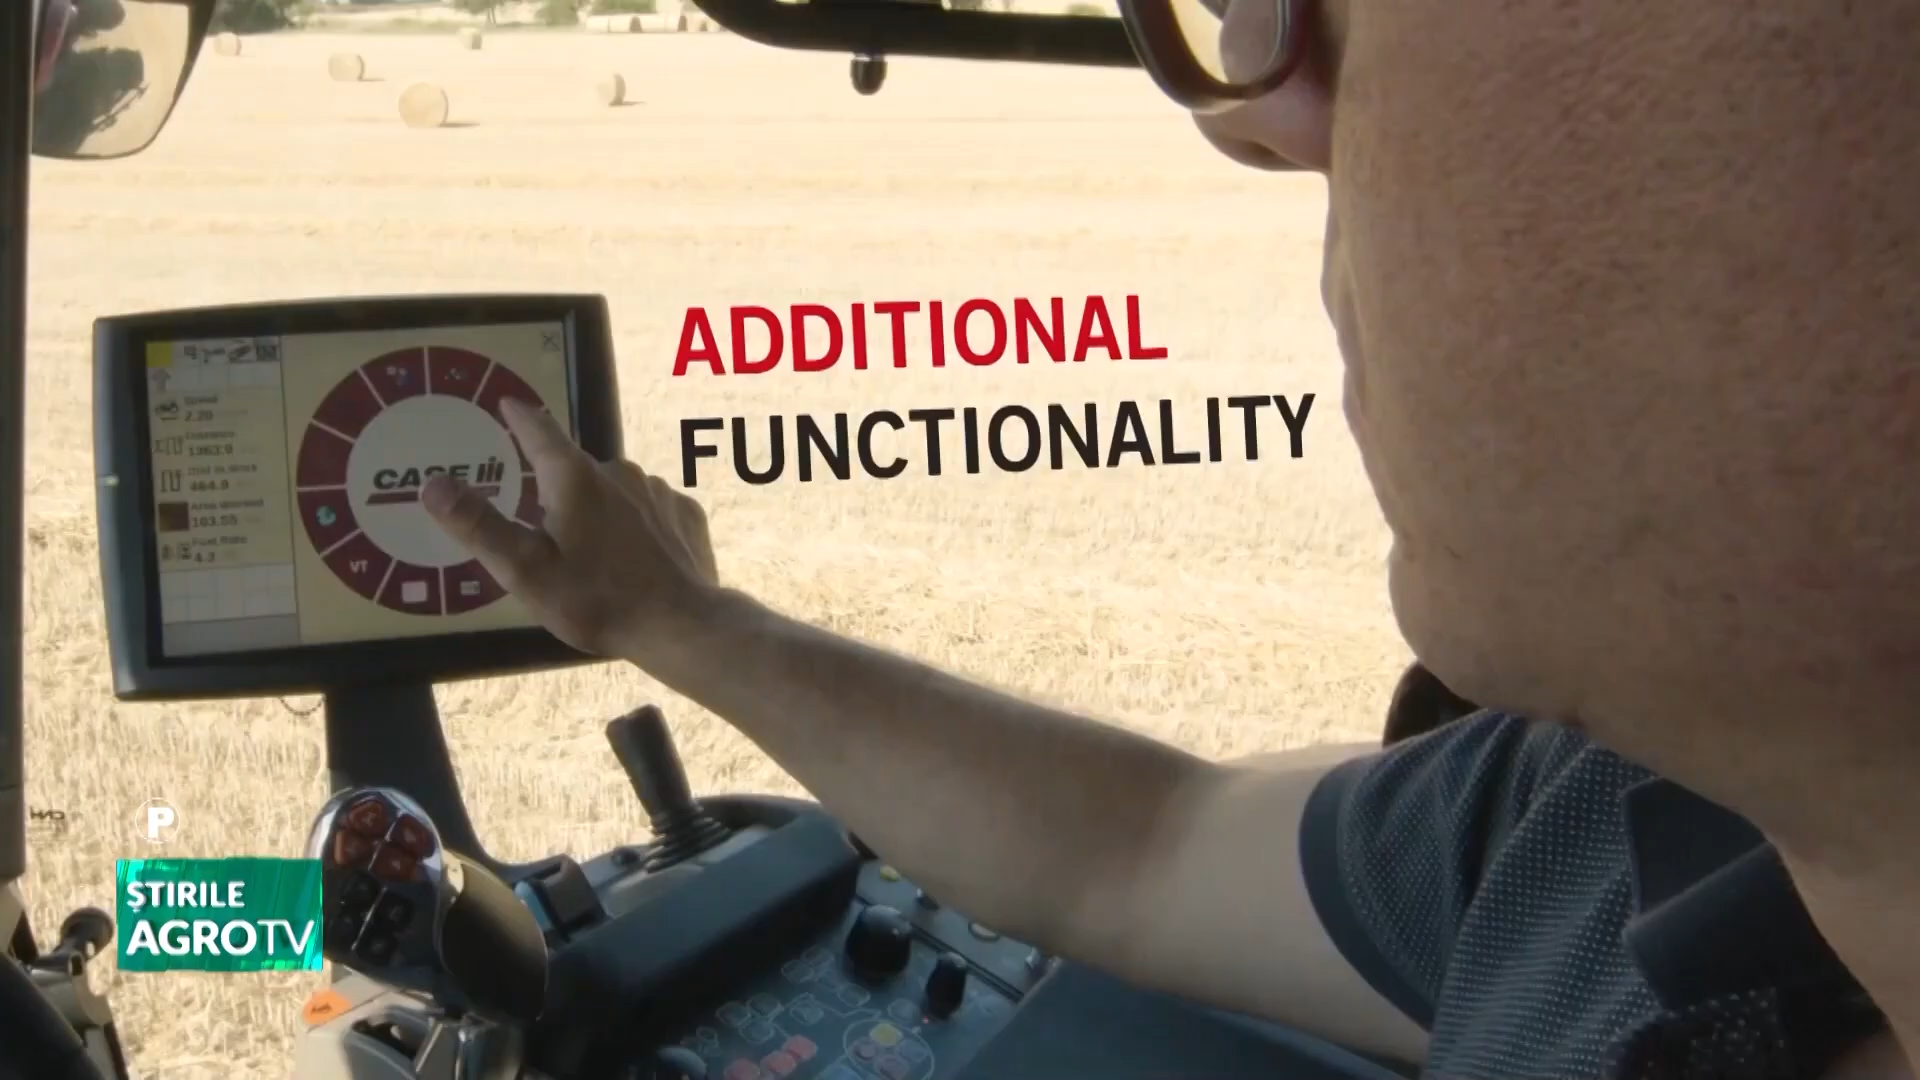 ADDITIONAL
FUNCTIONALITY
CASE IH
Speed
2.20
Distance
1363.9
464.9
Area Worked
103.55
Fuel Rate
4.3
VT
P
ȘTIRILE
AGROTV